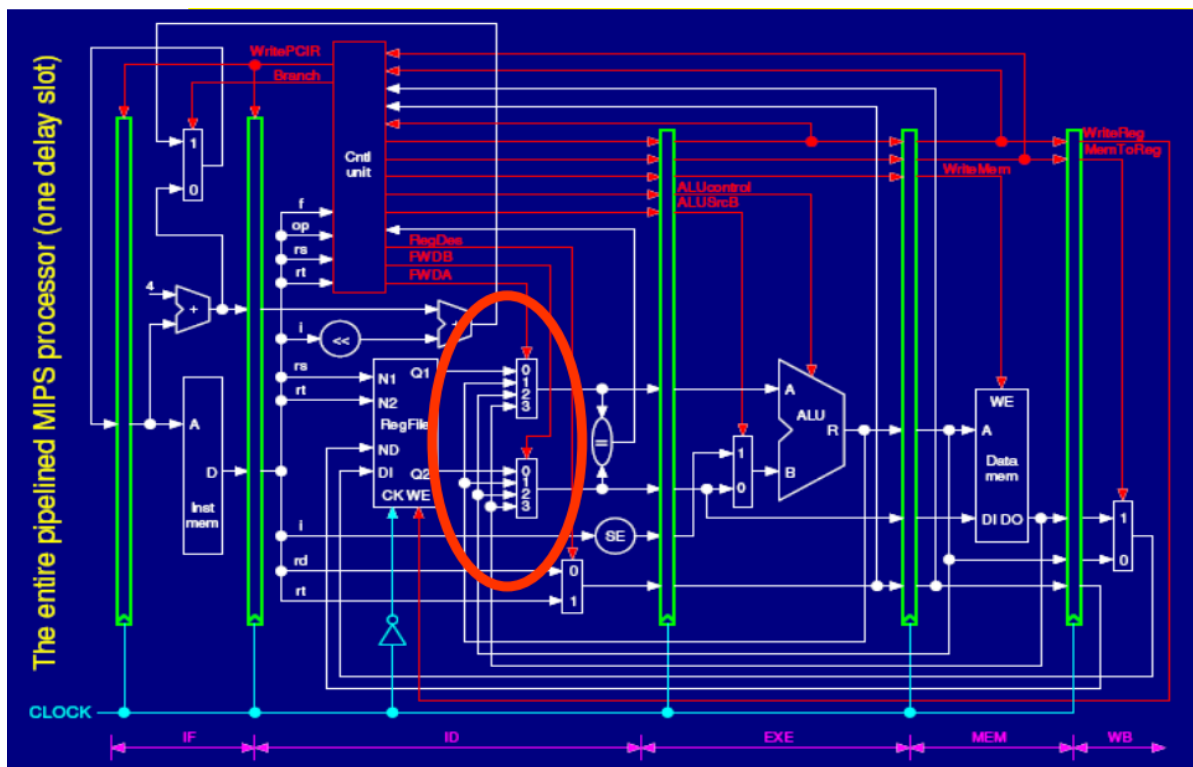 The entire pipelined MIPS processor (one delay slot)
WritePCIR
Branch
1
0
Cntl
unit
f
op
rs
rt
RegDes
FWDB
FWDA
ALUcontrol
ALUSrcB
WriteMem
WriteReg
MemToReg
4
+
i
<<
+
rs
rt
N1
N2
RegFile
ND
DI
Q1
Q2
CK WE
0
1
2
3
0
1
2
3
=
A
Inst
mem
D
i
rd
rt
SE
0
1
1
0
A
ALU
R
B
WE
A
Data
mem
DI DO
1
0
CLOCK
IF
ID
EXE
MEM
WB